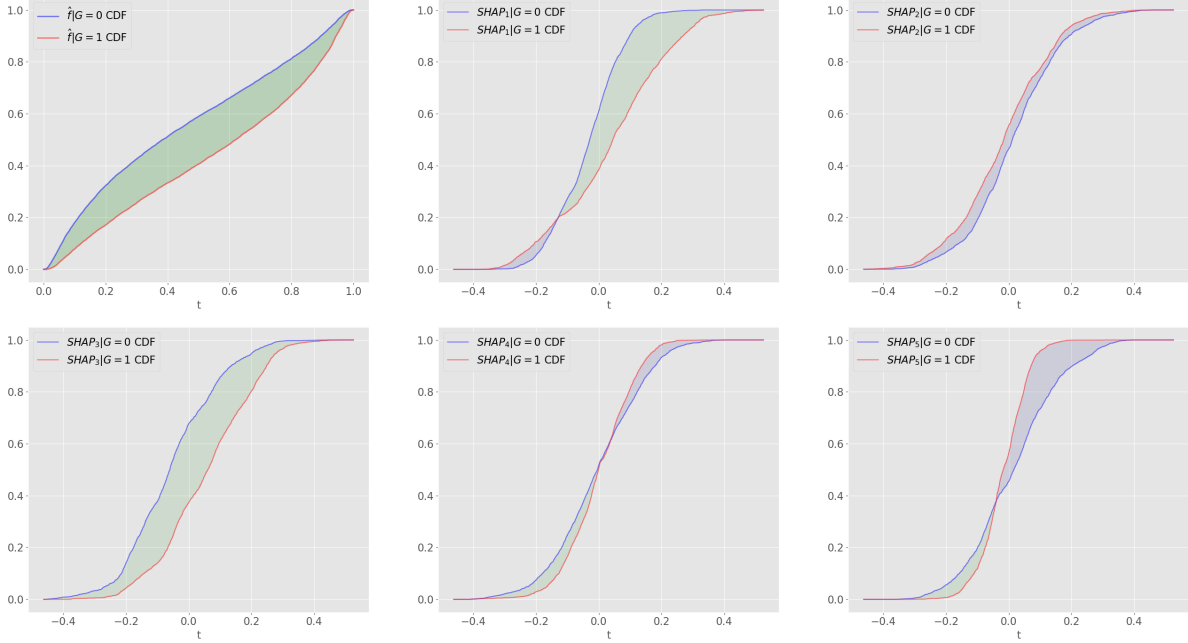 $\hat{f}|G = 0$ CDF
$\hat{f}|G = 1$ CDF
1.0
0.8
0.6
0.4
0.2
0.0
0.0 0.2 0.4 0.6 0.8 1.0
t
SHAP₁|G = 0 CDF
SHAP₁|G = 1 CDF
1.0
0.8
0.6
0.4
0.2
0.0
−0.4 −0.2 0.0 0.2 0.4
t
SHAP₂|G = 0 CDF
SHAP₂|G = 1 CDF
1.0
0.8
0.6
0.4
0.2
0.0
−0.4 −0.2 0.0 0.2 0.4
t
SHAP₃|G = 0 CDF
SHAP₃|G = 1 CDF
1.0
0.8
0.6
0.4
0.2
0.0
−0.4 −0.2 0.0 0.2 0.4
t
SHAP₄|G = 0 CDF
SHAP₄|G = 1 CDF
1.0
0.8
0.6
0.4
0.2
0.0
−0.4 −0.2 0.0 0.2 0.4
t
SHAP₅|G = 0 CDF
SHAP₅|G = 1 CDF
1.0
0.8
0.6
0.4
0.2
0.0
−0.4 −0.2 0.0 0.2 0.4
t